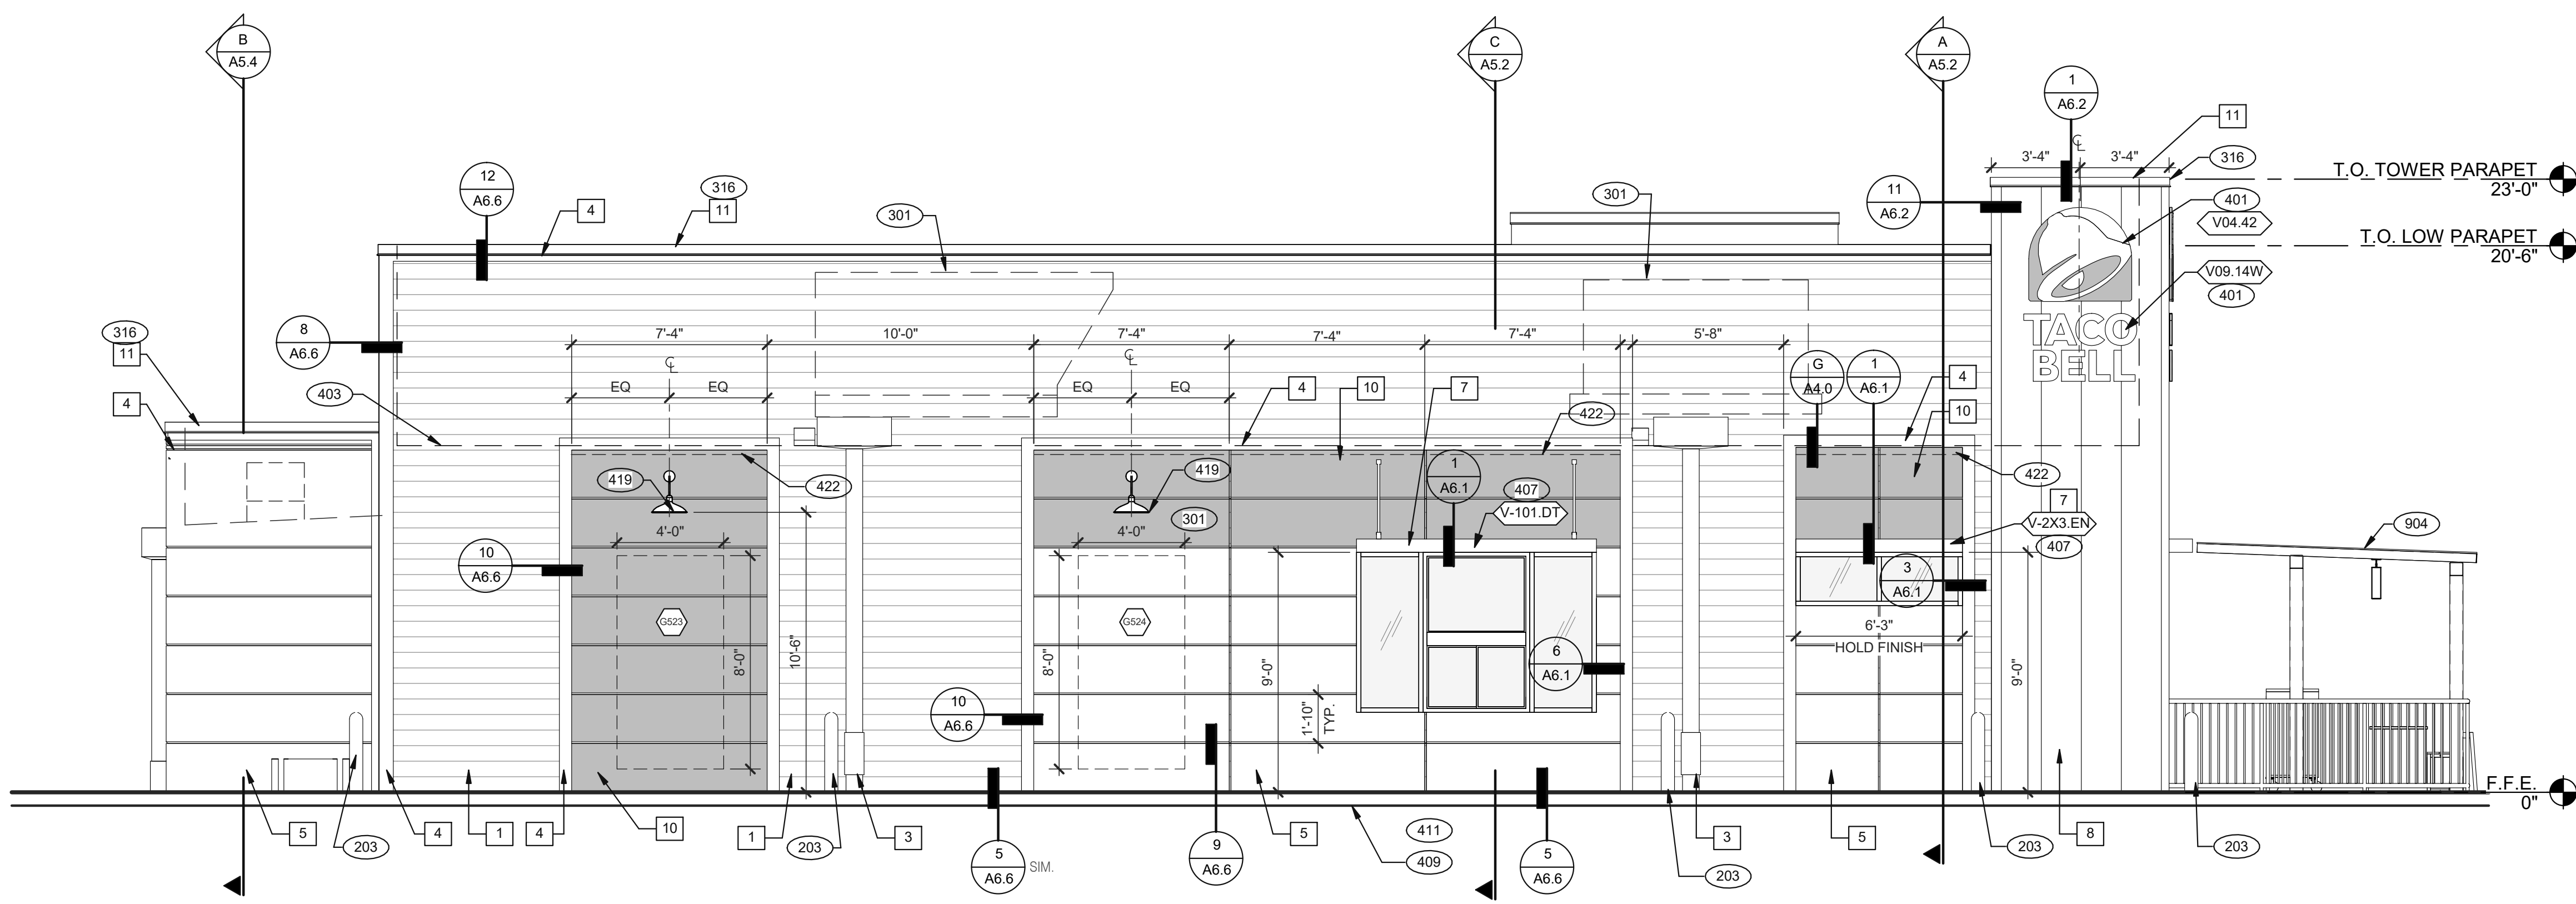 B
A5.4
C
A5.2
A
A5.2
1
A6.2
11
℄
3'-4"
3'-4"
316
T.O. TOWER PARAPET
23'-0"
12
A6.6
316
11
4
301
301
11
A6.2
401
V04.42
T.O. LOW PARAPET
20'-6"
V09.14W
401
TACO
BELL
8
A6.6
316
11
7'-4"
10'-0"
7'-4"
7'-4"
7'-4"
5'-8"
℄
℄
EQ
EQ
EQ
EQ
403
4
4
10
7
422
G
A4.0
1
A6.1
4
10
419
422
419
301
1
A6.1
407
V-101.DT
422
7
V-2X3.EN
407
904
4'-0"
4'-0"
10
A6.6
3
A6.1
G523
G524
8'-0"
10'-6"
8'-0"
9'-0"
6
A6.1
6'-3"
HOLD FINISH
9'-0"
10
A6.6
1'-10"
TYP.
F.F.E.
0"
5
203
4
1
4
10
1
203
3
5
A6.6
SIM.
9
A6.6
5
411
409
5
A6.6
203
3
5
203
8
203